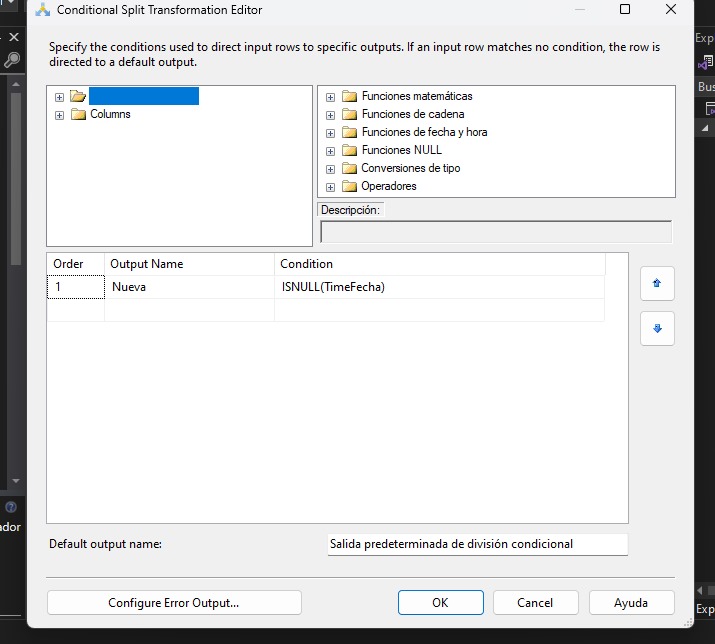 Conditional Split Transformation Editor
Specify the conditions used to direct input rows to specific outputs. If an input row matches no condition, the row is
directed to a default output.
Columns
Funciones matemáticas
Funciones de cadena
Funciones de fecha y hora
Funciones NULL
Conversiones de tipo
Operadores
Descripción:
Order Output Name Condition
1 Nueva ISNULL(TimeFecha)
Default output name: Salida predeterminada de división condicional
Configure Error Output... OK Cancel Ayuda
Exp
Bus
ador
Exp